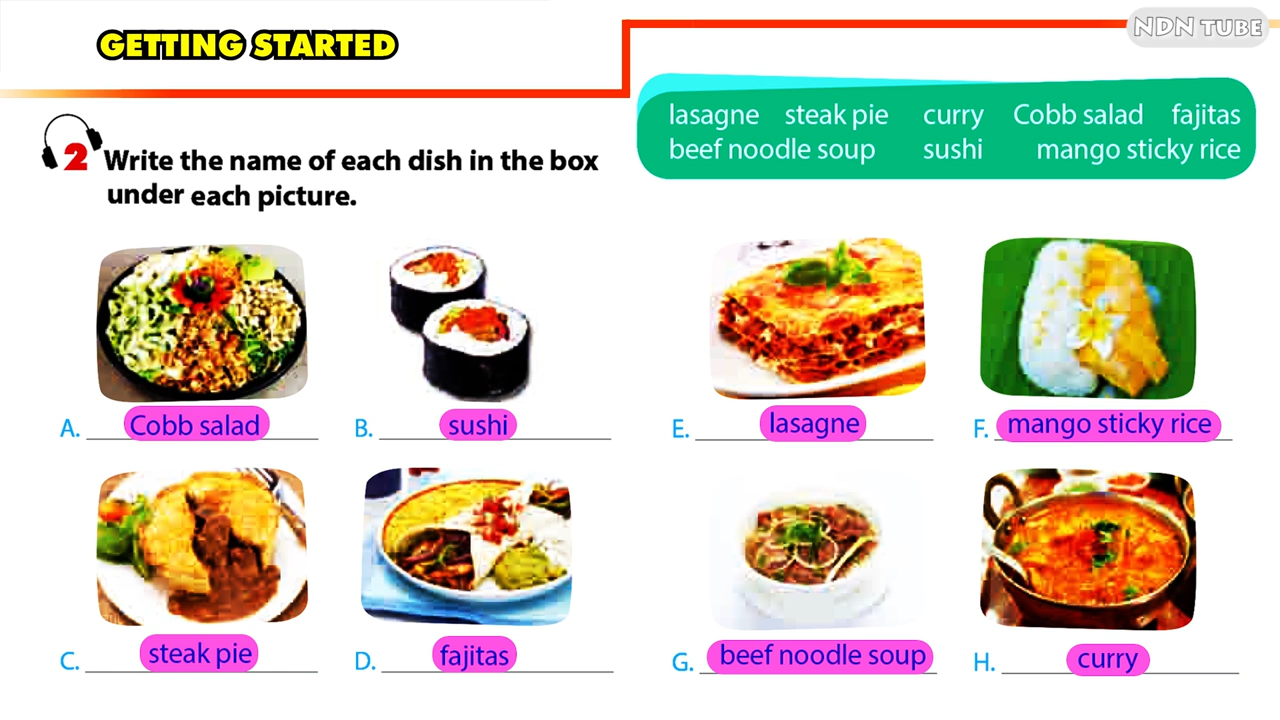 GETTING STARTED
NDN TUBE
lasagne steak pie curry Cobb salad fajitas
beef noodle soup sushi mango sticky rice
2 Write the name of each dish in the box
under each picture.
A. Cobb salad
B. sushi
E. lasagne
F. mango sticky rice
C. steak pie
D. fajitas
G. beef noodle soup
H. curry